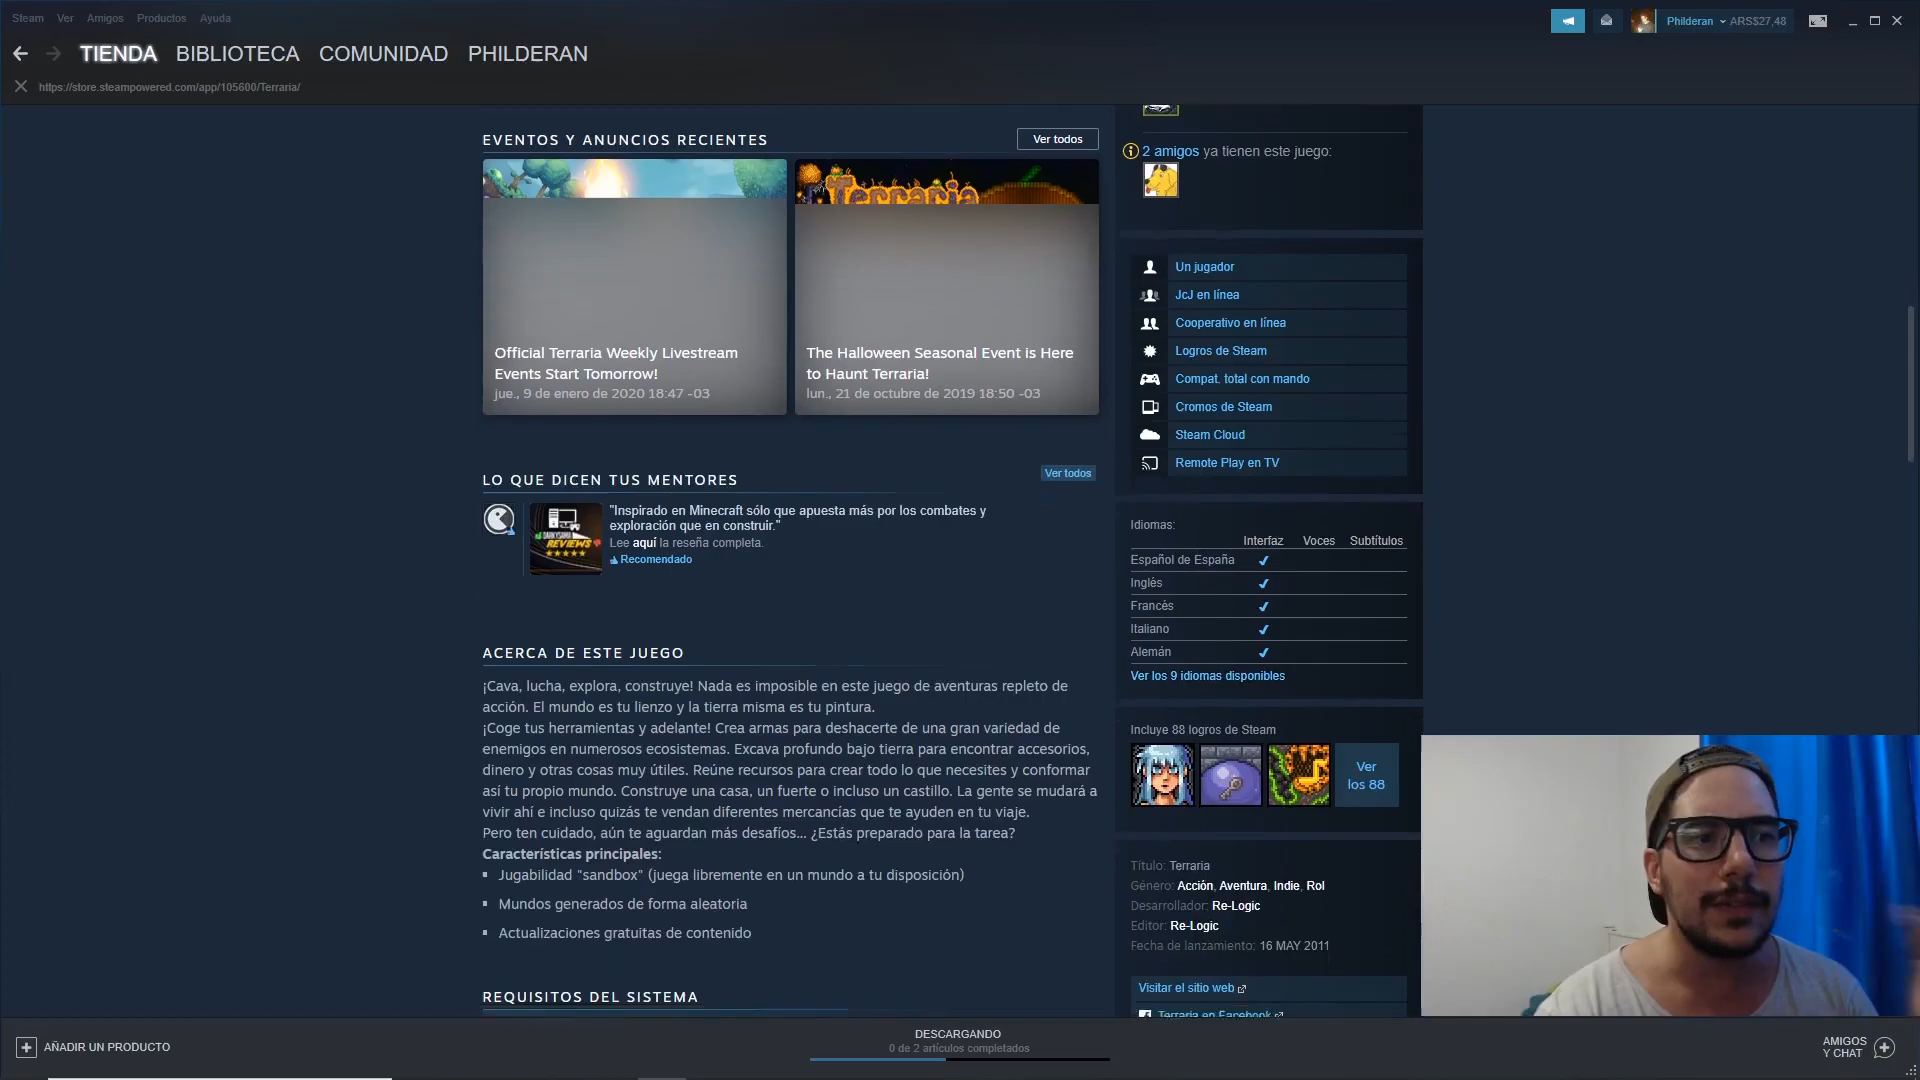 Steam Ver Amigos Productos Ayuda
Philderan ARS$27,48
TIENDA BIBLIOTECA COMUNIDAD PHILDERAN
https://store.steampowered.com/app/105600/Terraria/
EVENTOS Y ANUNCIOS RECIENTES
Ver todos
Terraria
Official Terraria Weekly Livestream
Events Start Tomorrow!
jue., 9 de enero de 2020 18:47 -03
The Halloween Seasonal Event is Here
to Haunt Terraria!
lun., 21 de octubre de 2019 18:50 -03
LO QUE DICEN TUS MENTORES
Ver todos
REVIEWS
"Inspirado en Minecraft sólo que apuesta más por los combates y
exploración que en construir."
Lee aquí la reseña completa.
Recomendado
ACERCA DE ESTE JUEGO
¡Cava, lucha, explora, construye! Nada es imposible en este juego de aventuras repleto de
acción. El mundo es tu lienzo y la tierra misma es tu pintura.
¡Coge tus herramientas y adelante! Crea armas para deshacerte de una gran variedad de
enemigos en numerosos ecosistemas. Excava profundo bajo tierra para encontrar accesorios,
dinero y otras cosas muy útiles. Reúne recursos para crear todo lo que necesites y conformar
así tu propio mundo. Construye una casa, un fuerte o incluso un castillo. La gente se mudará a
vivir ahí e incluso quizás te vendan diferentes mercancías que te ayuden en tu viaje.
Pero ten cuidado, aún te aguardan más desafíos... ¿Estás preparado para la tarea?
Características principales:
Jugabilidad "sandbox" (juega libremente en un mundo a tu disposición)
Mundos generados de forma aleatoria
Actualizaciones gratuitas de contenido
REQUISITOS DEL SISTEMA
2 amigos ya tienen este juego:
Un jugador
JcJ en línea
Cooperativo en línea
Logros de Steam
Compat. total con mando
Cromos de Steam
Steam Cloud
Remote Play en TV
Idiomas:
Interfaz Voces Subtítulos
Español de España
Inglés
Francés
Italiano
Alemán
Ver los 9 idiomas disponibles
Incluye 88 logros de Steam
Ver
los 88
Título: Terraria
Género: Acción, Aventura, Indie, Rol
Desarrollador: Re-Logic
Editor: Re-Logic
Fecha de lanzamiento: 16 MAY 2011
Visitar el sitio web
Terraria en Facebook
AÑADIR UN PRODUCTO
DESCARGANDO
0 de 2 artículos completados
AMIGOS
Y CHAT